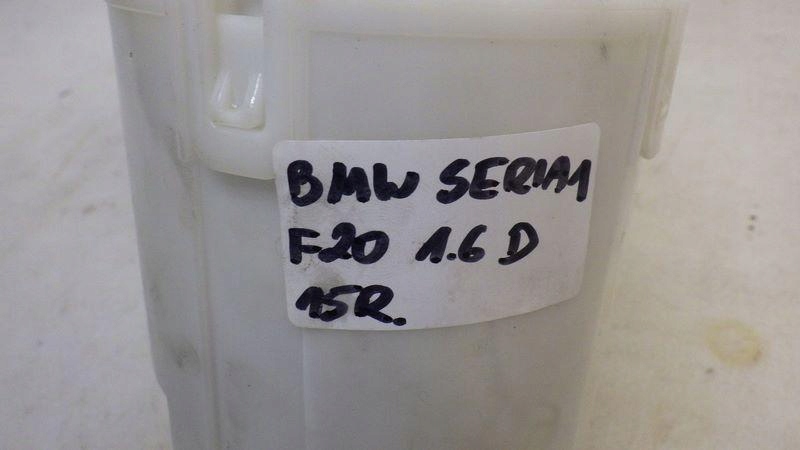 BMW SERIA1
F20 1.6 D
15R.